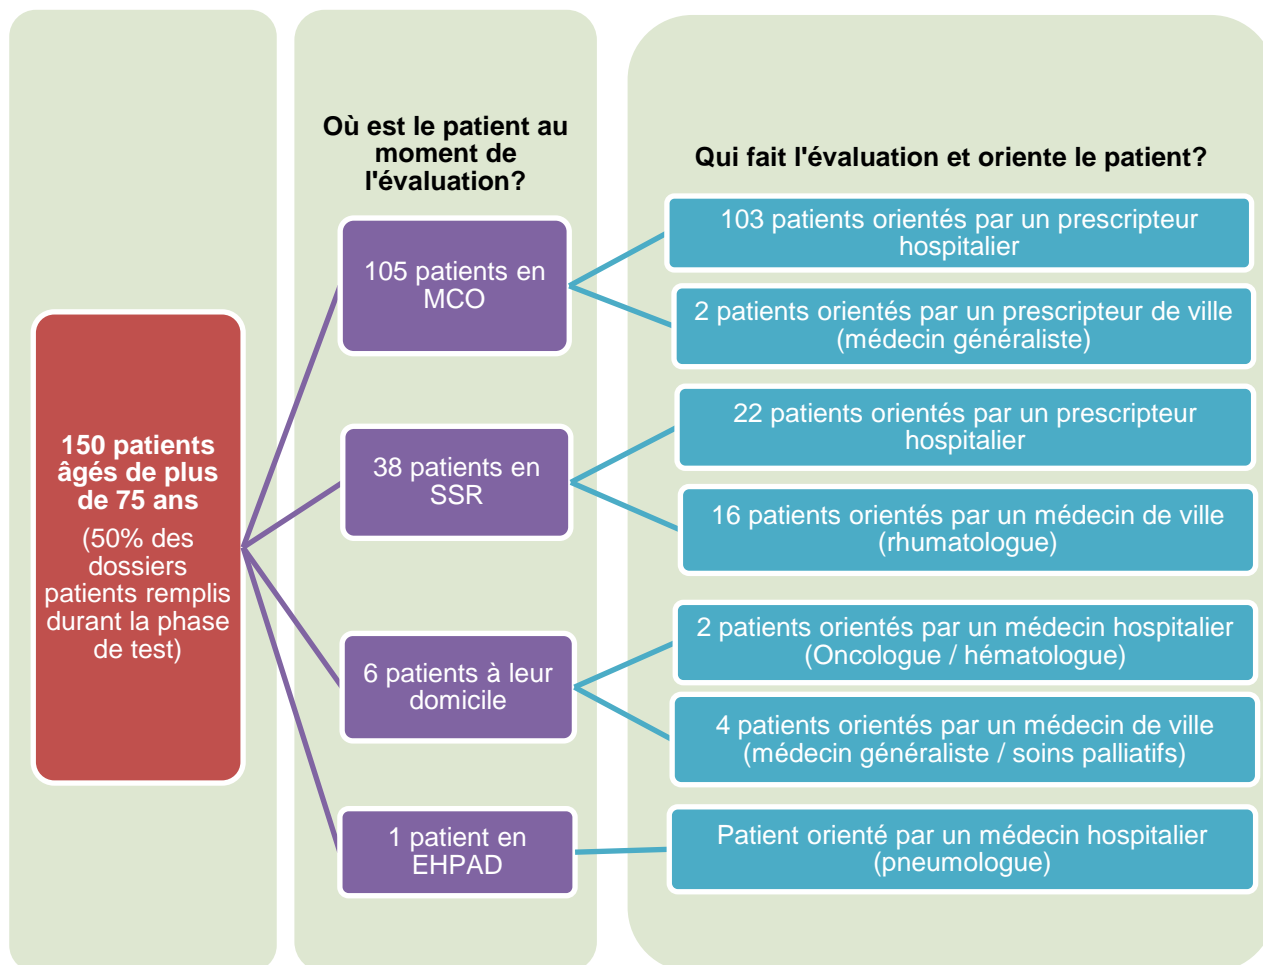 150 patients
âgés de plus
de 75 ans
(50% des
dossiers
patients remplis
durant la phase
de test)
Où est le patient au
moment de
l'évaluation?
105 patients en
MCO
38 patients en
SSR
6 patients à leur
domicile
1 patient en
EHPAD
Qui fait l'évaluation et oriente le patient?
103 patients orientés par un prescripteur
hospitalier
2 patients orientés par un prescripteur de ville
(médecin généraliste)
22 patients orientés par un prescripteur
hospitalier
16 patients orientés par un médecin de ville
(rhumatologue)
2 patients orientés par un médecin hospitalier
(Oncologue / hématologue)
4 patients orientés par un médecin de ville
(médecin généraliste / soins palliatifs)
Patient orienté par un médecin hospitalier
(pneumologue)